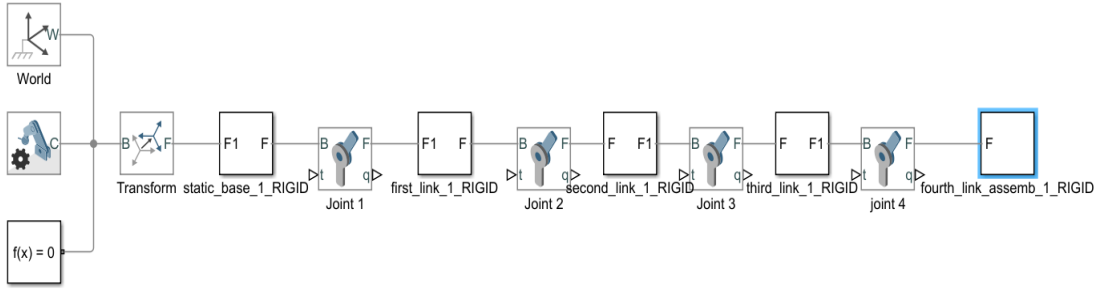 W
World
C
B F
Transform
F1 F
static_base_1_RIGID
B F
t q
Joint 1
F1 F
first_link_1_RIGID
B F
t q
Joint 2
F F1
second_link_1_RIGID
B F
t q
Joint 3
F F1
third_link_1_RIGID
B F
t q
joint 4
F
fourth_link_assemb_1_RIGID
f(x) = 0